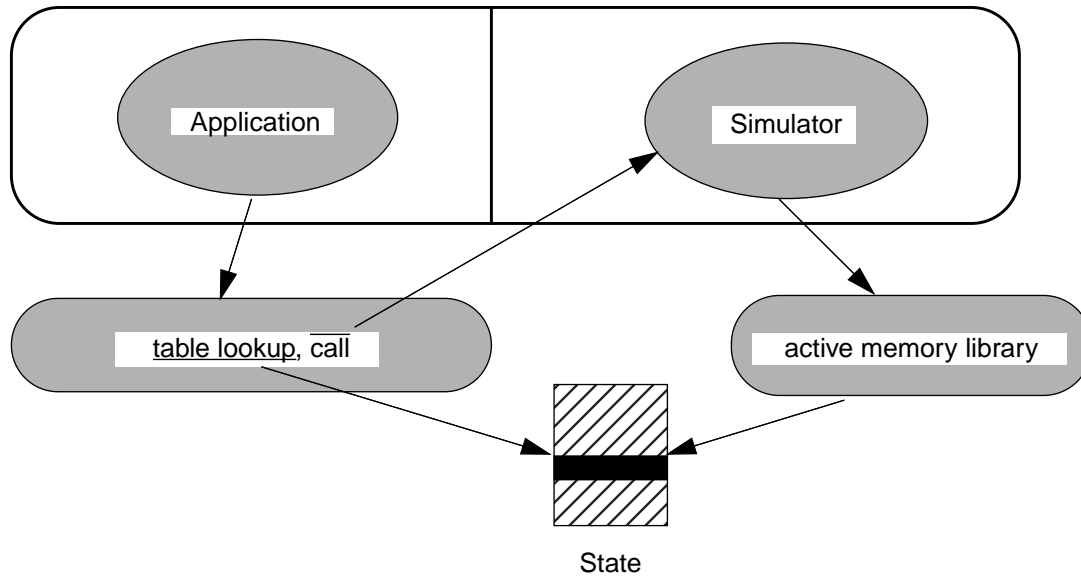 Application
Simulator
table lookup, call
active memory library
State